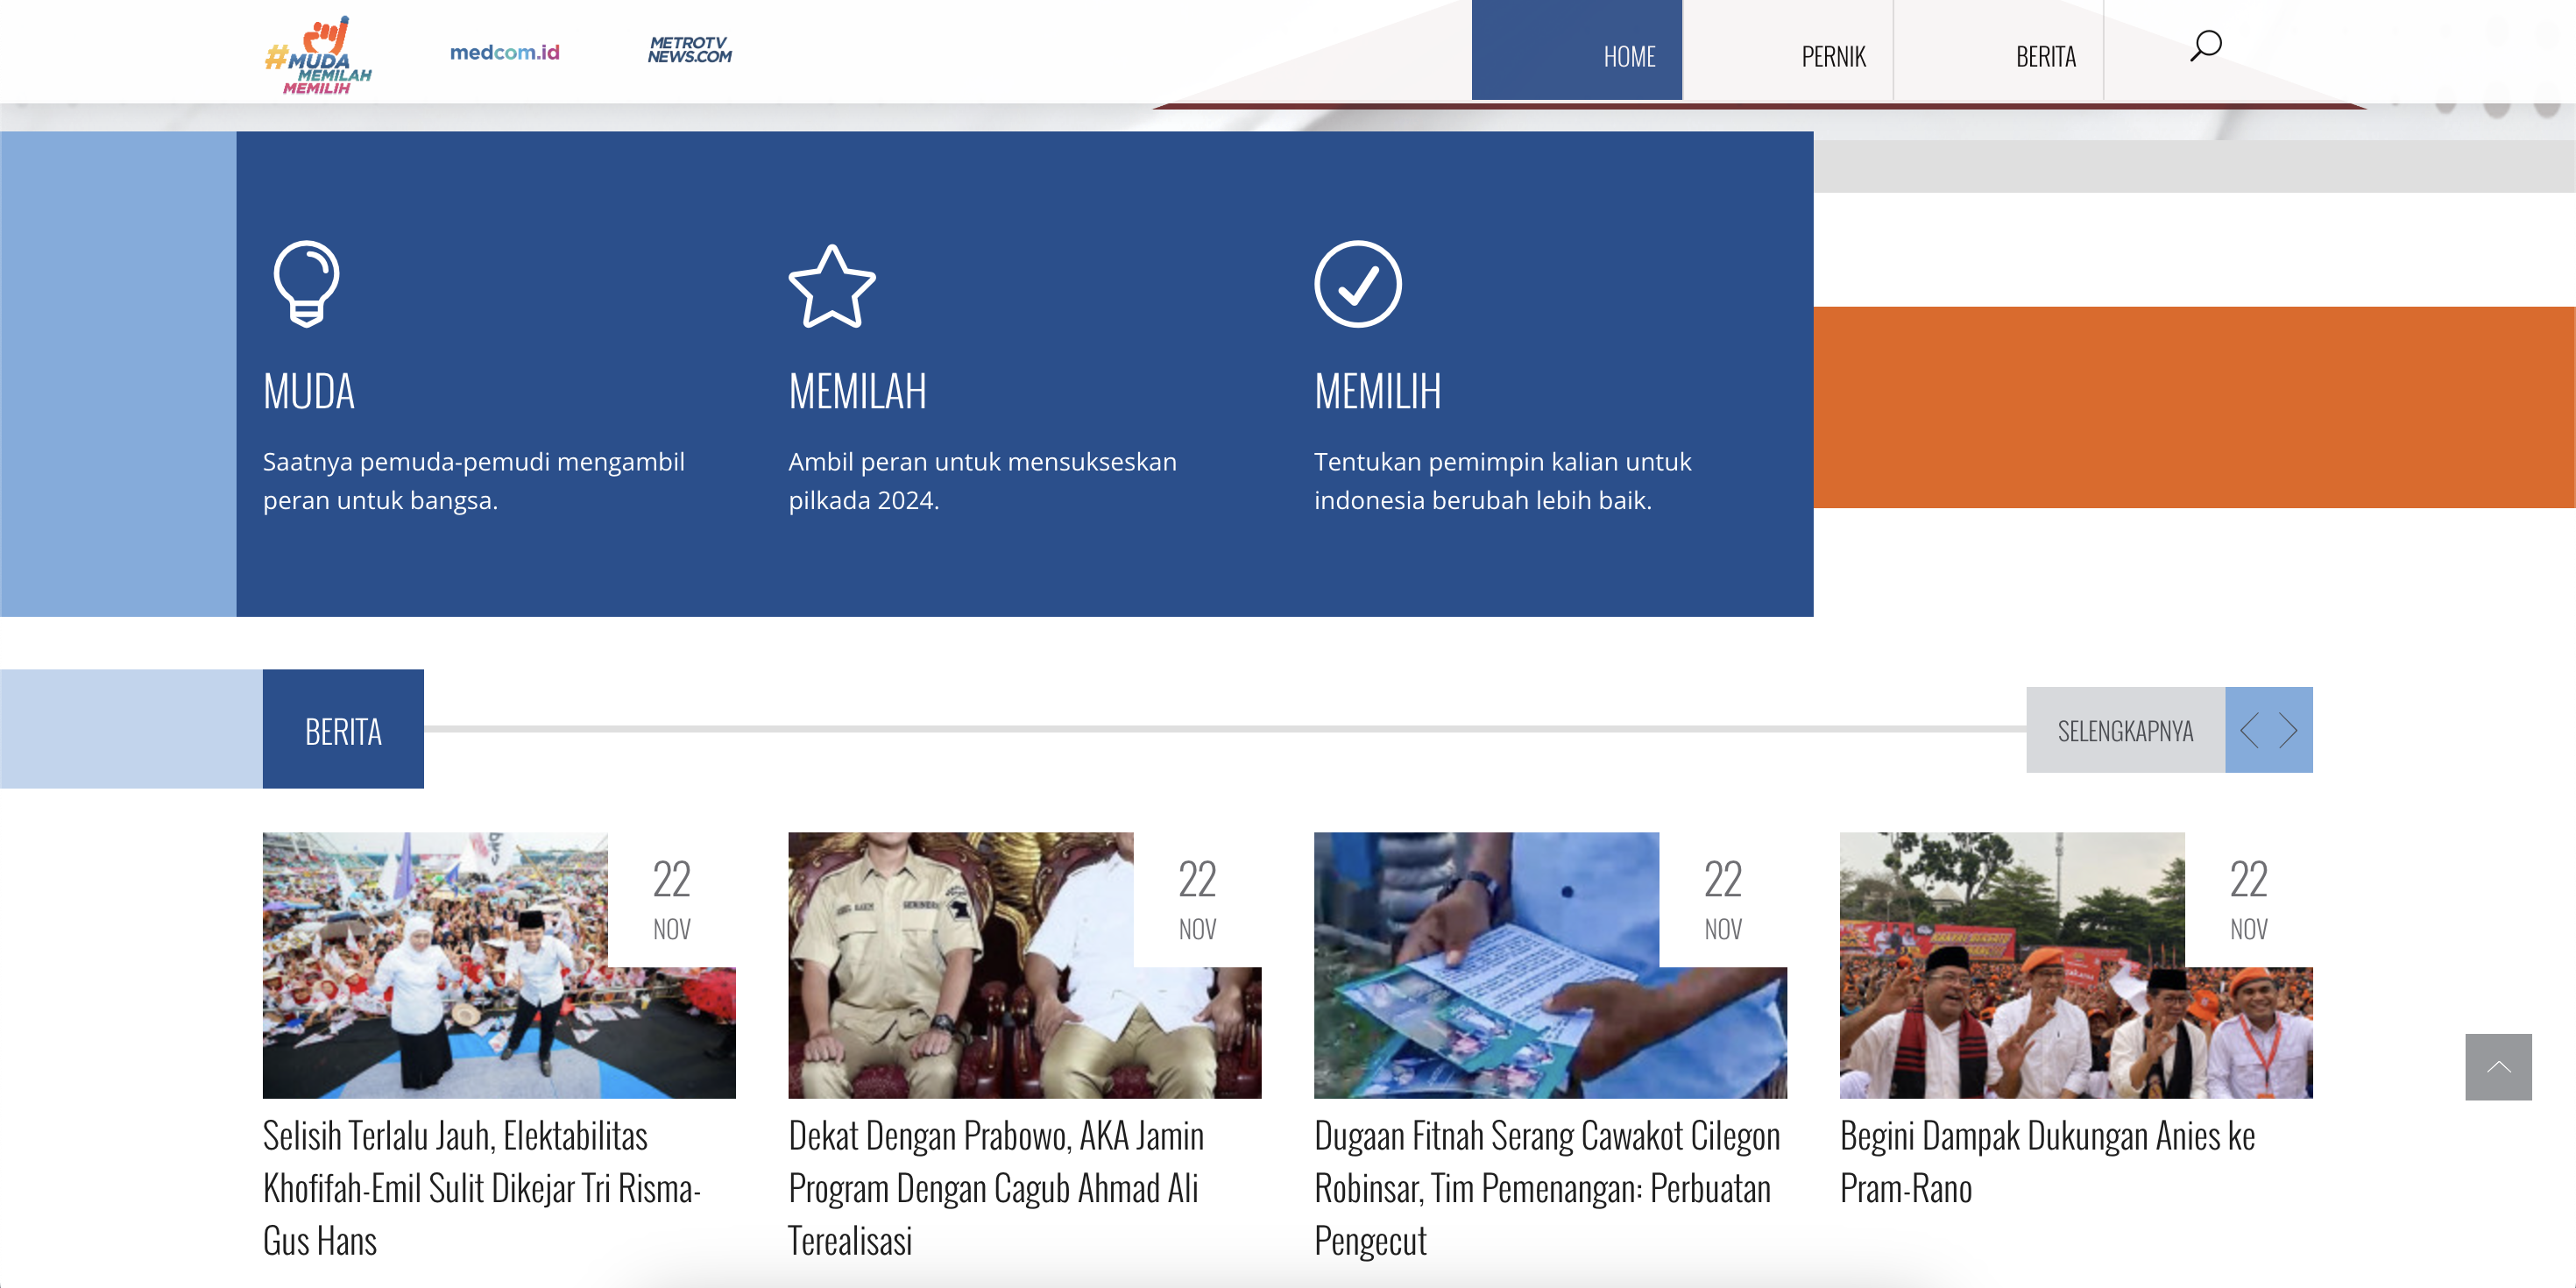 #MUDA
MEMILAH
MEMILIH
medcom.id
METROTV
NEWS.COM
HOME
PERNIK
BERITA
MUDA
Saatnya pemuda-pemudi mengambil
peran untuk bangsa.
MEMILAH
Ambil peran untuk mensukseskan
pilkada 2024.
MEMILIH
Tentukan pemimpin kalian untuk
indonesia berubah lebih baik.
BERITA
SELENGKAPNYA
22
NOV
Selisih Terlalu Jauh, Elektabilitas
Khofifah-Emil Sulit Dikejar Tri Risma-
Gus Hans
22
NOV
Dekat Dengan Prabowo, AKA Jamin
Program Dengan Cagub Ahmad Ali
Terealisasi
22
NOV
Dugaan Fitnah Serang Cawakot Cilegon
Robinsar, Tim Pemenangan: Perbuatan
Pengecut
22
NOV
Begini Dampak Dukungan Anies ke
Pram-Rano